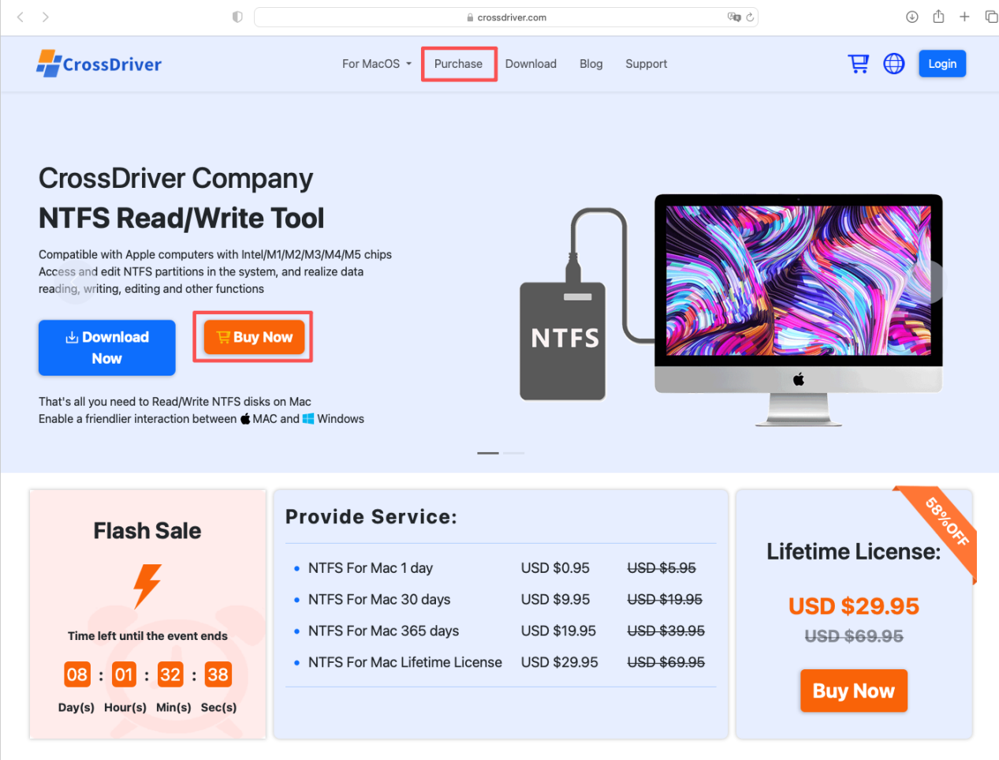 crossdriver.com
CrossDriver
For MacOS
Purchase
Download
Blog
Support
Login
CrossDriver Company
NTFS Read/Write Tool
Compatible with Apple computers with Intel/M1/M2/M3/M4/M5 chips
Access and edit NTFS partitions in the system, and realize data
reading, writing, editing and other functions
Download
Now
Buy Now
That's all you need to Read/Write NTFS disks on Mac
Enable a friendlier interaction between MAC and Windows
NTFS
Flash Sale
Time left until the event ends
08 : 01 : 32 : 38
Day(s) Hour(s) Min(s) Sec(s)
Provide Service:
NTFS For Mac 1 day USD $0.95 USD $5.95
NTFS For Mac 30 days USD $9.95 USD $19.95
NTFS For Mac 365 days USD $19.95 USD $39.95
NTFS For Mac Lifetime License USD $29.95 USD $69.95
58%OFF
Lifetime License:
USD $29.95
USD $69.95
Buy Now